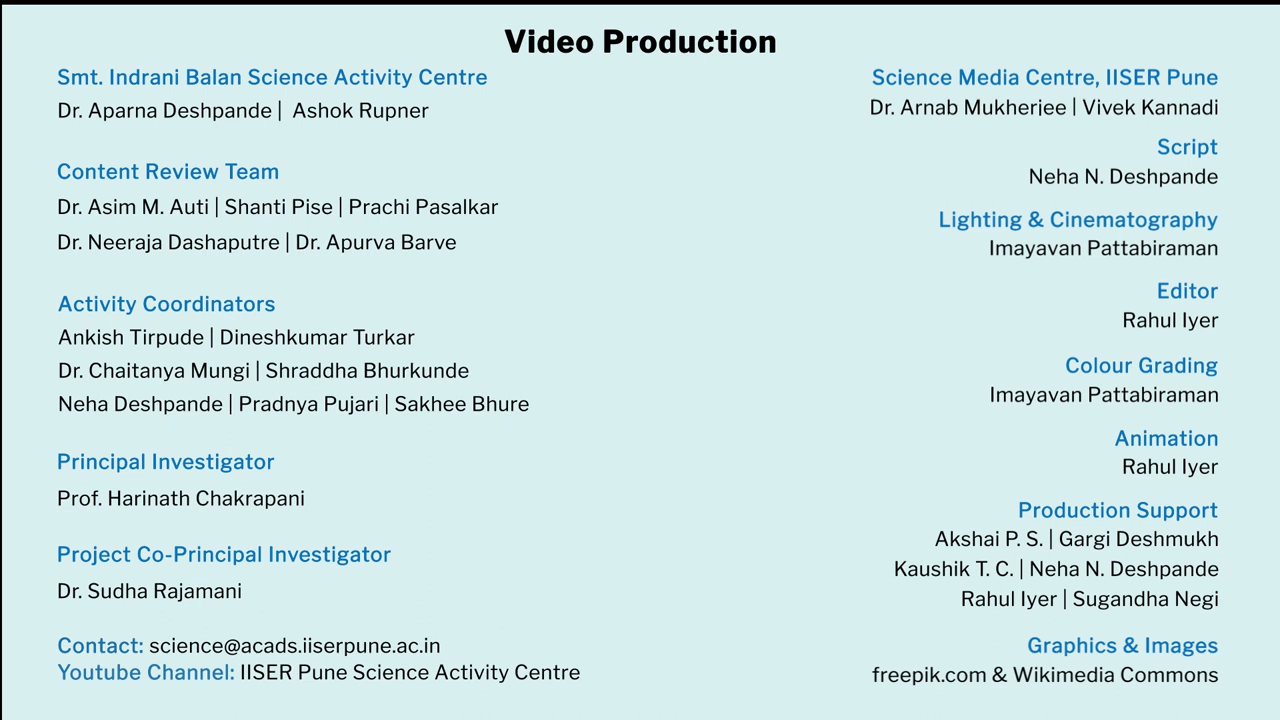 Video Production
Smt. Indrani Balan Science Activity Centre
Dr. Aparna Deshpande | Ashok Rupner
Content Review Team
Dr. Asim M. Auti | Shanti Pise | Prachi Pasalkar
Dr. Neeraja Dashaputre | Dr. Apurva Barve
Activity Coordinators
Ankish Tirpude | Dineshkumar Turkar
Dr. Chaitanya Mungi | Shraddha Bhurkunde
Neha Deshpande | Pradnya Pujari | Sakhee Bhure
Principal Investigator
Prof. Harinath Chakrapani
Project Co-Principal Investigator
Dr. Sudha Rajamani
Contact: science@acads.iiserpune.ac.in
Youtube Channel: IISER Pune Science Activity Centre
Science Media Centre, IISER Pune
Dr. Arnab Mukherjee | Vivek Kannadi
Script
Neha N. Deshpande
Lighting & Cinematography
Imayavan Pattabiraman
Editor
Rahul Iyer
Colour Grading
Imayavan Pattabiraman
Animation
Rahul Iyer
Production Support
Akshai P. S. | Gargi Deshmukh
Kaushik T. C. | Neha N. Deshpande
Rahul Iyer | Sugandha Negi
Graphics & Images
freepik.com & Wikimedia Commons